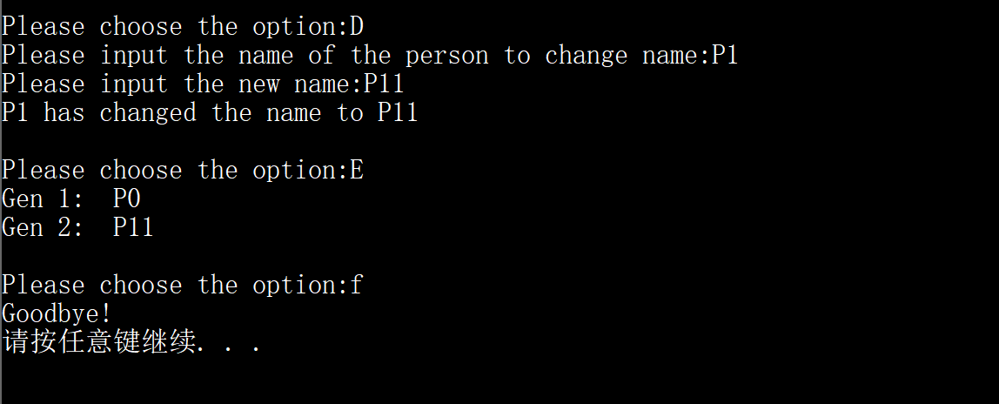 Please choose the option:D
Please input the name of the person to change name:P1
Please input the new name:P11
P1 has changed the name to P11
Please choose the option:E
Gen 1:  P0
Gen 2:  P11
Please choose the option:f
Goodbye!
请按任意键继续. . .